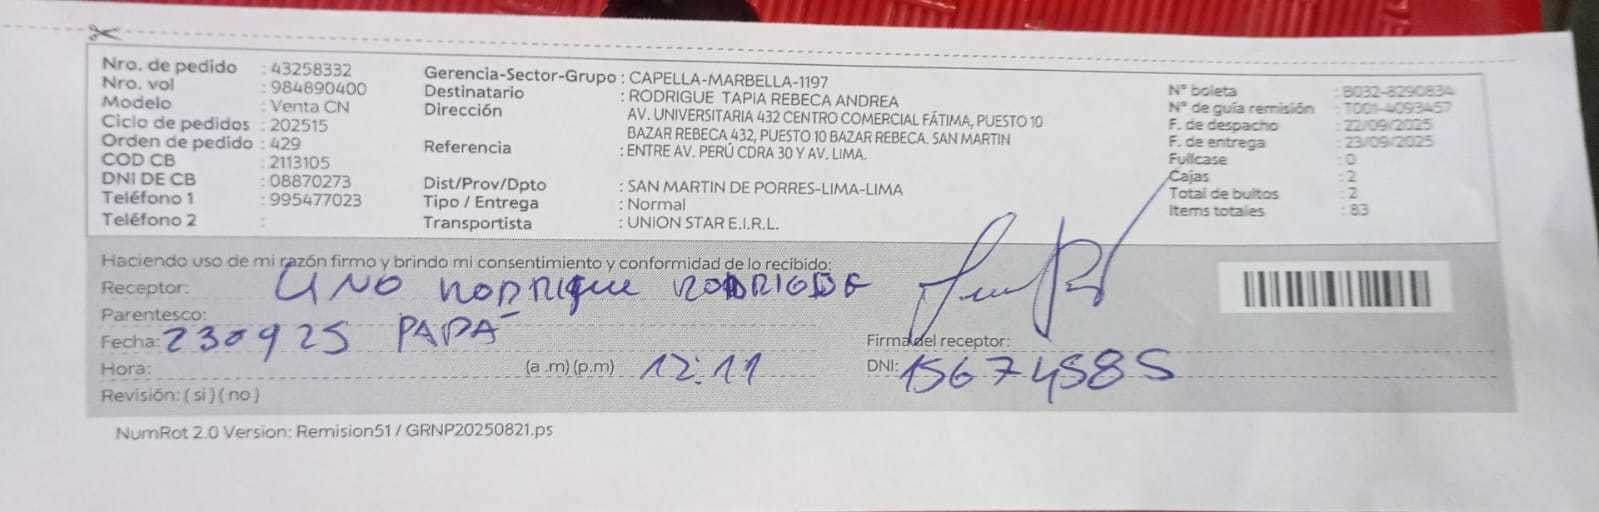 Nro. de pedido : 43258332
Nro. vol : 984890400
Modelo : Venta CN
Ciclo de pedidos : 202515
Orden de pedido : 429
COD CB : 2113105
DNI DE CB : 08870273
Teléfono 1 : 995477023
Teléfono 2 :
Gerencia-Sector-Grupo : CAPELLA-MARBELLA-1197
Destinatario : RODRIGUE TAPIA REBECA ANDREA
Dirección AV. UNIVERSITARIA 432 CENTRO COMERCIAL FÁTIMA, PUESTO 10
BAZAR REBECA 432, PUESTO 10 BAZAR REBECA. SAN MARTIN
Referencia : ENTRE AV. PERÚ CDRA 30 Y AV. LIMA.
Dist/Prov/Dpto : SAN MARTIN DE PORRES-LIMA-LIMA
Tipo / Entrega : Normal
Transportista : UNION STAR E.I.R.L.
N° boleta : B032-8290834
N° de guía remisión : T001-4093457
F. de despacho : 22/09/2025
F. de entrega : 23/09/2025
Fullcase : 0
Cajas : 2
Total de bultos : 2
Items totales : 83
Haciendo uso de mi razón firmo y brindo mi consentimiento y conformidad de lo recibido:
Receptor: LINO RODRIGUE
Parentesco:
Fecha: 230925 PAPÁ
Firma del receptor:
Hora: (a .m) (p.m) 12:11
DNI: 15674585
Revisión: ( si ) ( no )
NumRot 2.0 Version: Remision51 / GRNP20250821.ps